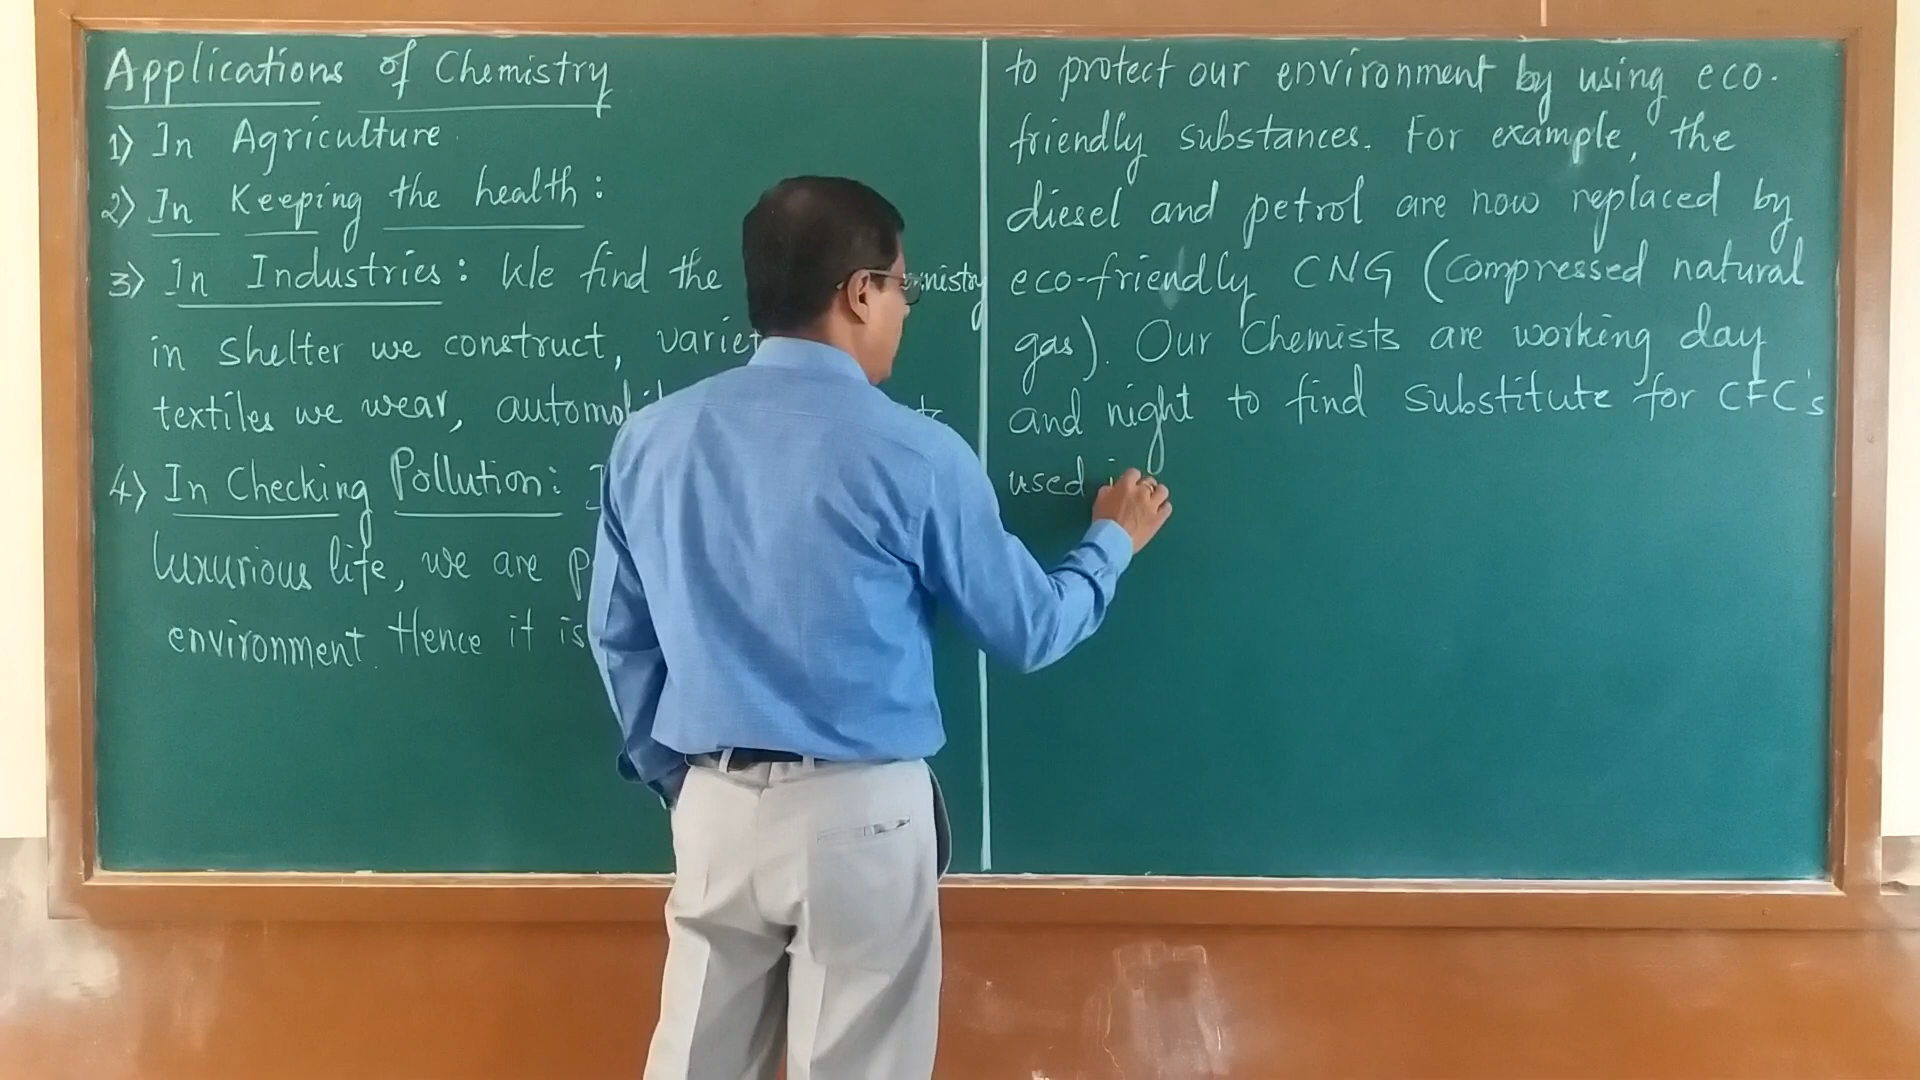 Applications of Chemistry
1) In Agriculture
2) In Keeping the health:
3) In Industries: We find the
in shelter we construct,
textiles we wear,
4) In Checking Pollution:
luxurious life, we are
environment. Hence it is
to protect our environment by using eco-
friendly substances. For example, the
diesel and petrol are now replaced by
eco-friendly CNG (Compressed natural
gas). Our Chemists are working day
and night to find substitute for CFC's
used